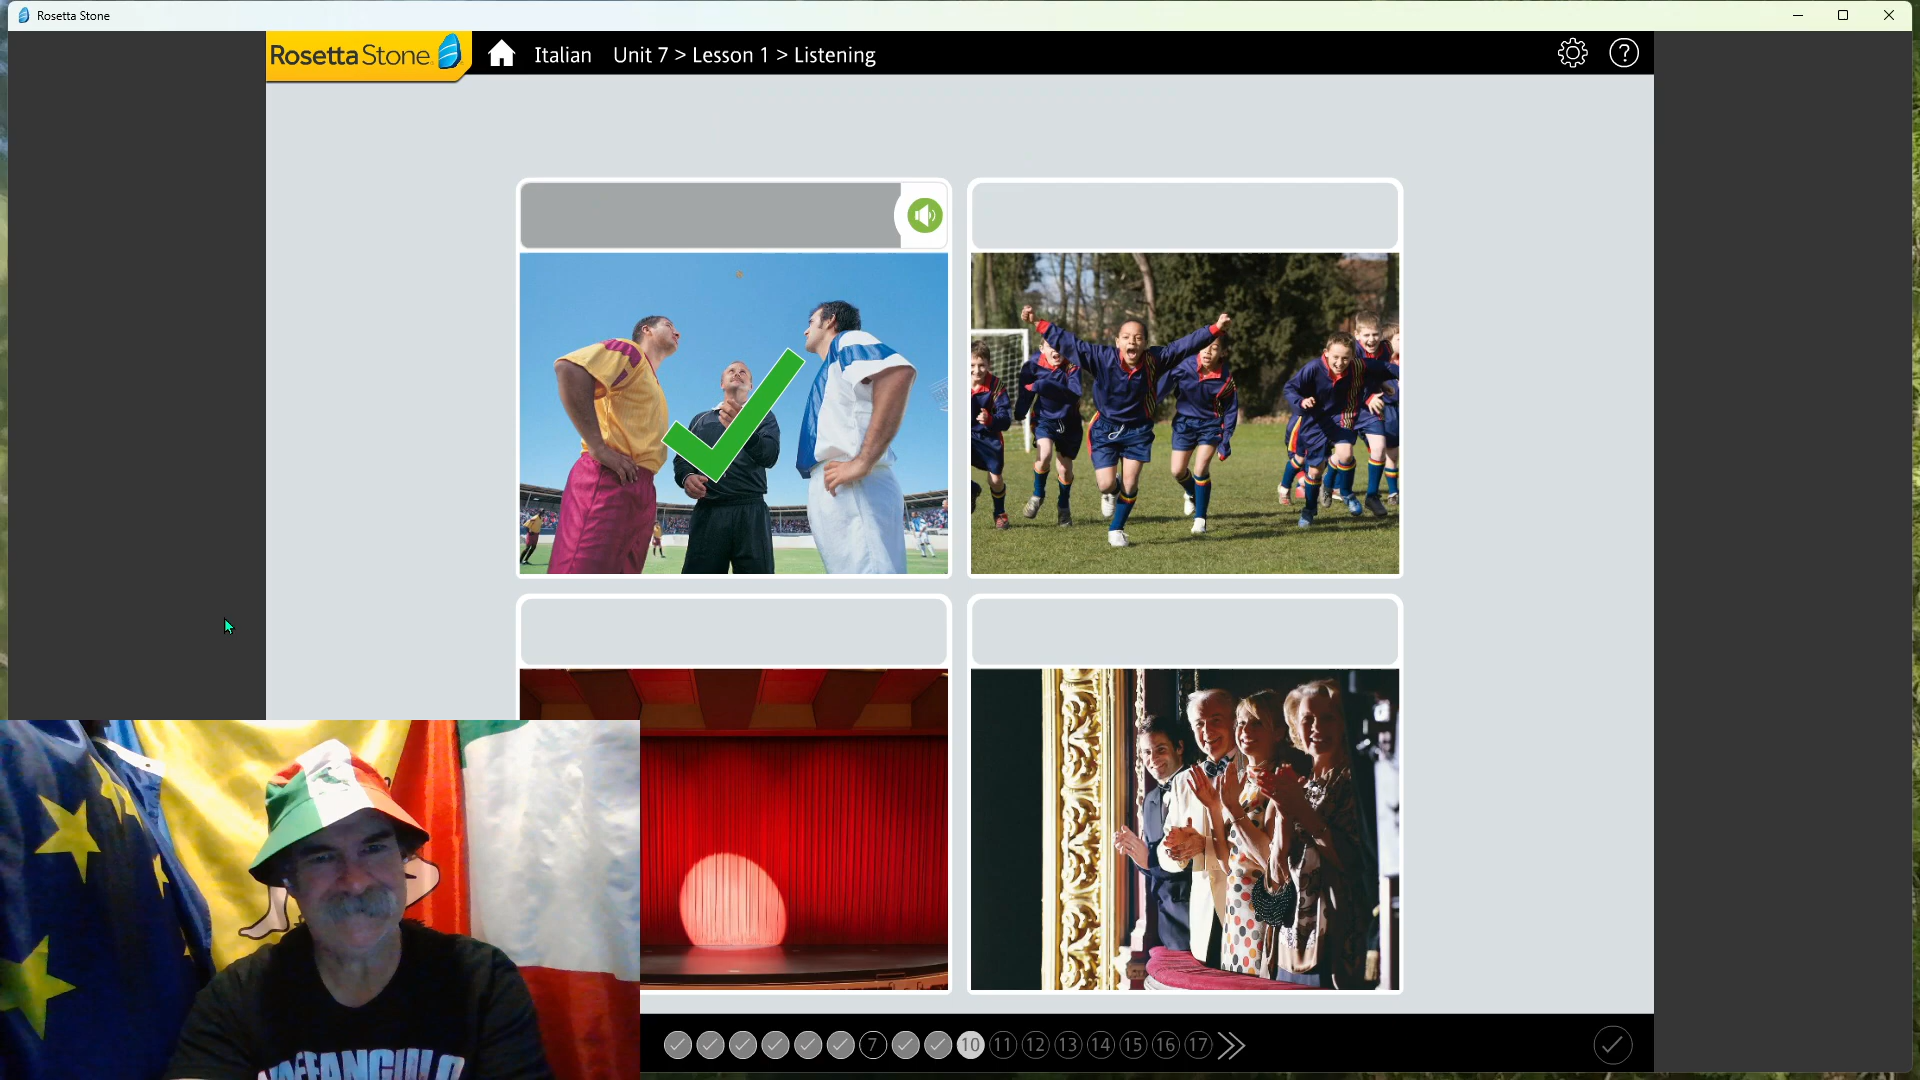 Rosetta Stone
RosettaStone
Italian Unit 7 > Lesson 1 > Listening
?
7 10 11 12 13 14 15 16 17